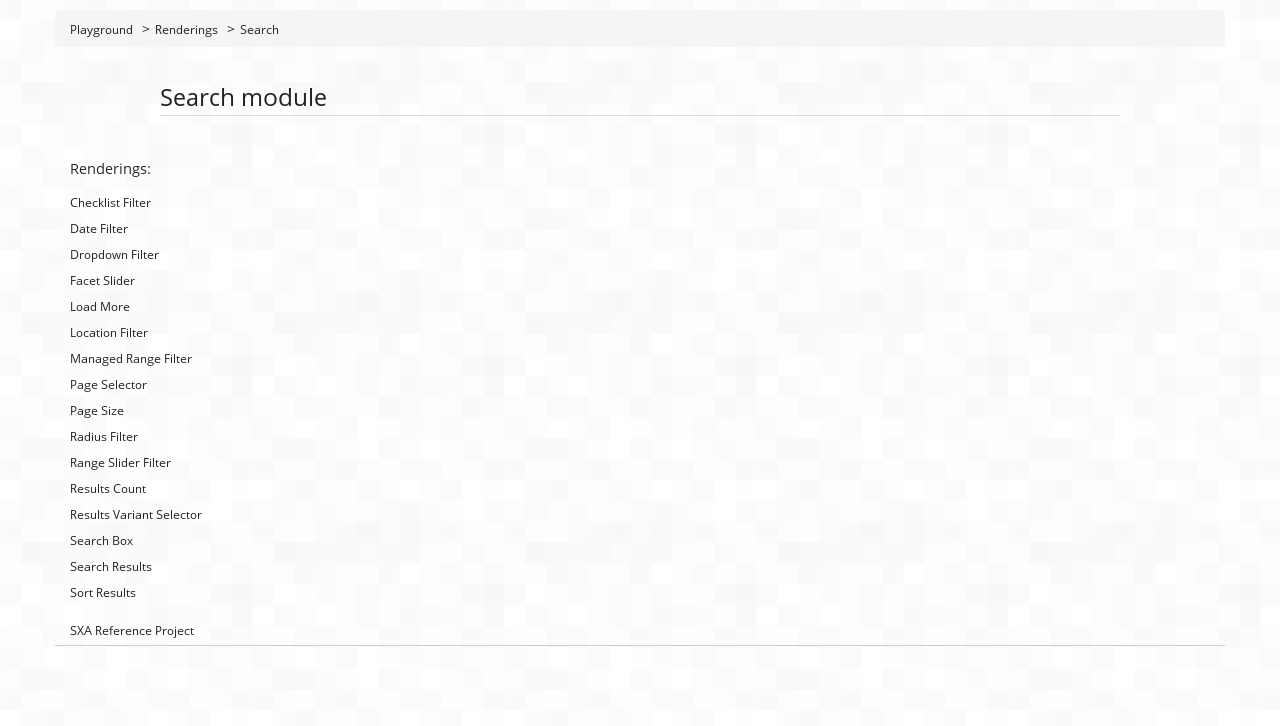 Playground > Renderings > Search
Search module
Renderings:
Checklist Filter
Date Filter
Dropdown Filter
Facet Slider
Load More
Location Filter
Managed Range Filter
Page Selector
Page Size
Radius Filter
Range Slider Filter
Results Count
Results Variant Selector
Search Box
Search Results
Sort Results
SXA Reference Project